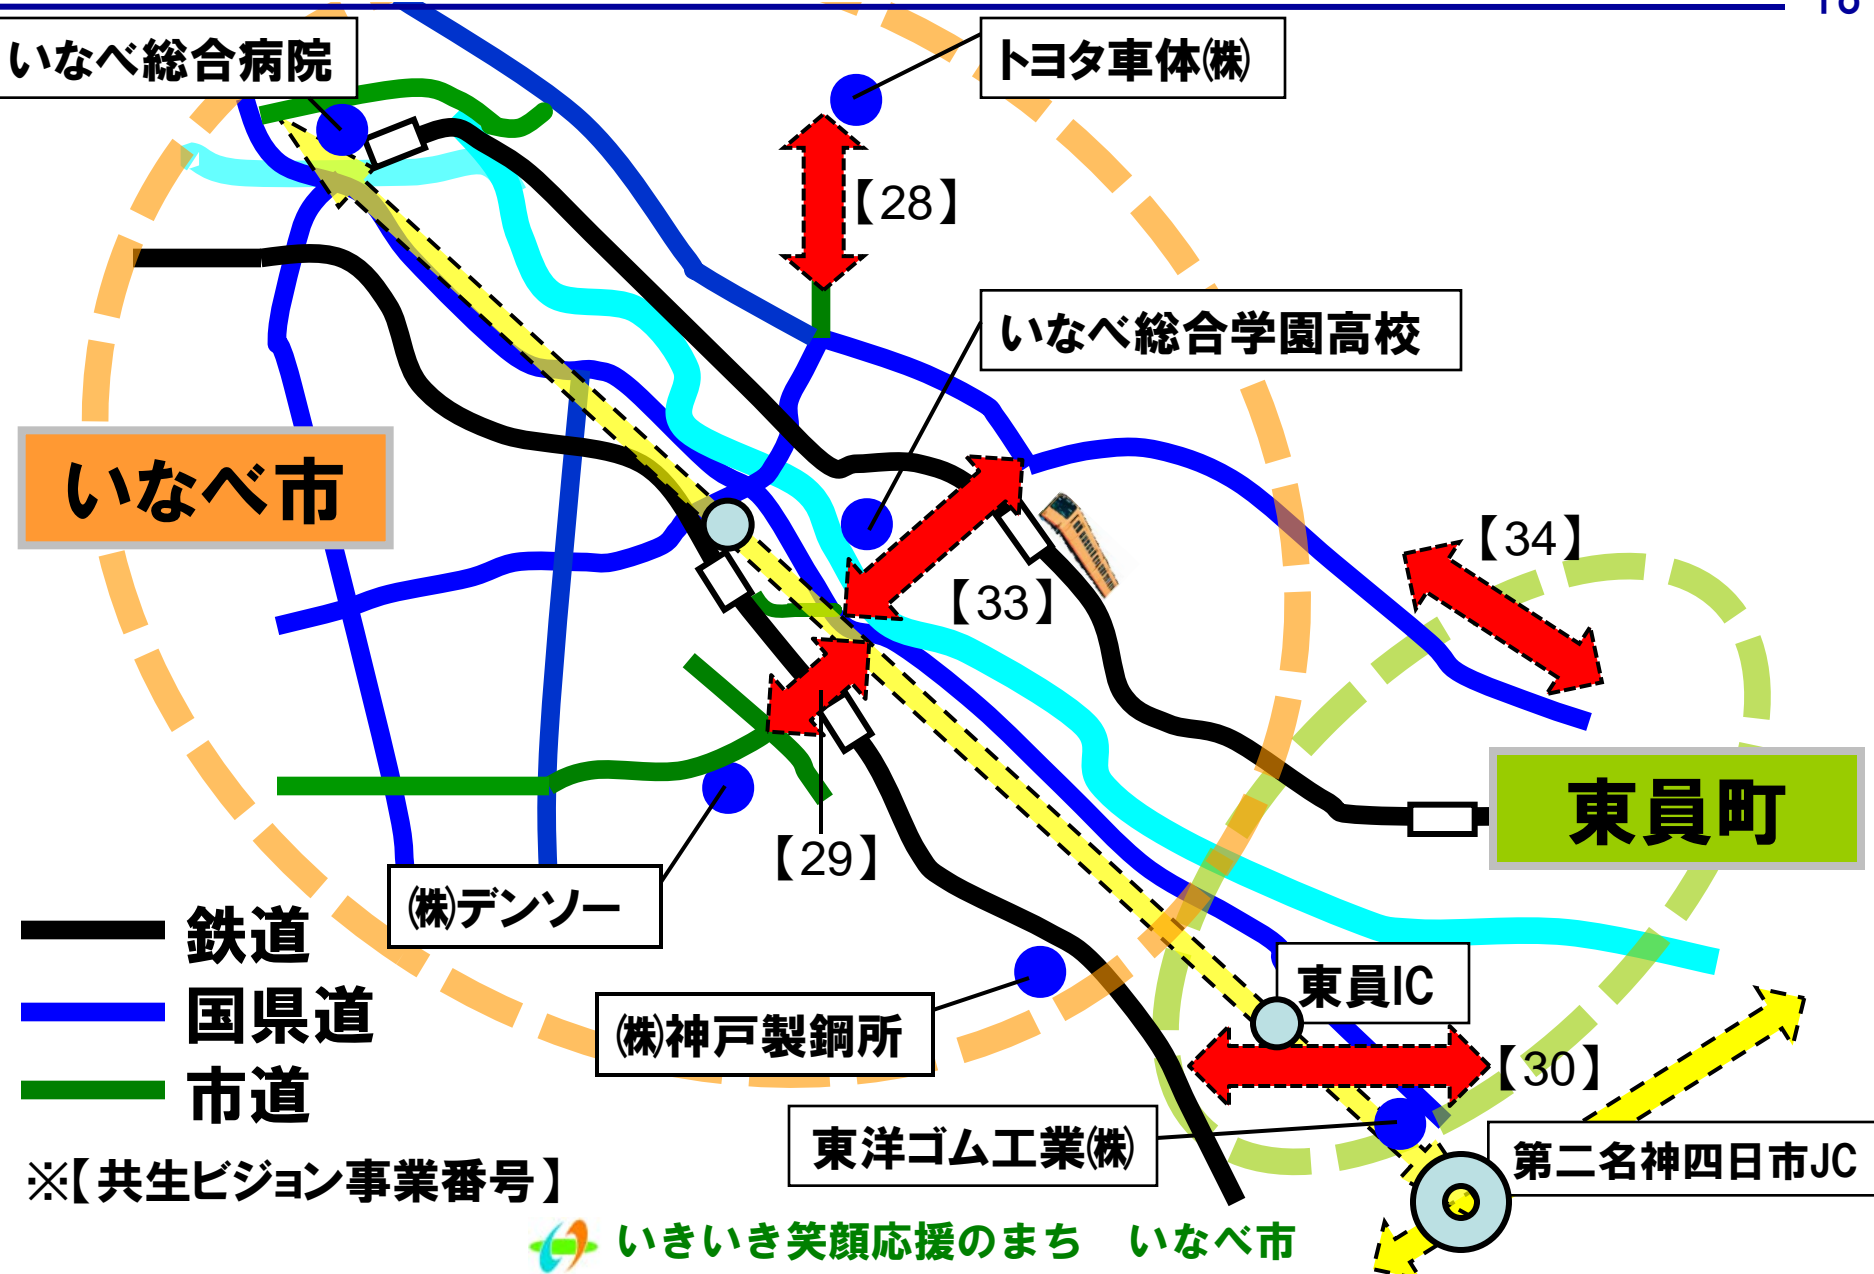 いなべ総合病院
トヨタ車体㈱
【28】
いなべ総合学園高校
いなべ市
【34】
【33】
東員町
【29】
㈱デンソー
鉄道
国県道
市道
東員IC
㈱神戸製鋼所
【30】
東洋ゴム工業㈱
第二名神四日市JC
※【共生ビジョン事業番号】
いきいき笑顔応援のまち　いなべ市